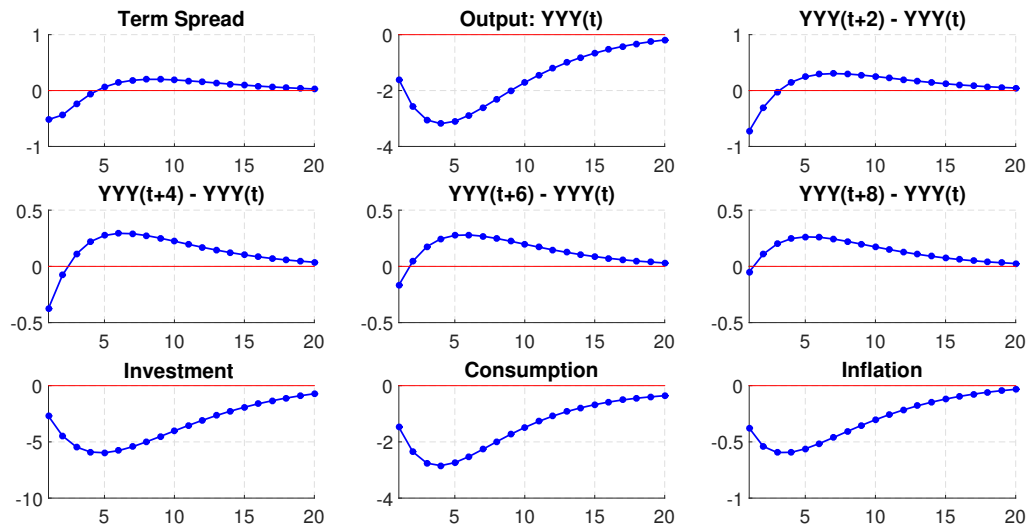 Term Spread
1
0
-1
5 10 15 20
Output: YYY(t)
0
-2
-4
5 10 15 20
YYY(t+2) - YYY(t)
1
0
-1
5 10 15 20
YYY(t+4) - YYY(t)
0.5
0
-0.5
5 10 15 20
YYY(t+6) - YYY(t)
0.5
0
-0.5
5 10 15 20
YYY(t+8) - YYY(t)
0.5
0
-0.5
5 10 15 20
Investment
0
-5
-10
5 10 15 20
Consumption
0
-2
-4
5 10 15 20
Inflation
0
-0.5
-1
5 10 15 20